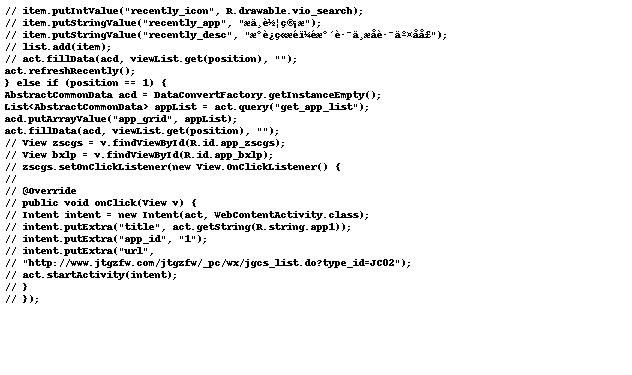 // item.putIntValue("recently_icon", R.drawable.vio_search);
// item.putStringValue("recently_app", "æä¸è½¦ç®¡æ");
// item.putStringValue("recently_desc",
// list.add(item);
// act.fillData(acd, viewList.get(position), "");
act.refreshRecently();
} else if (position == 1) {
AbstractCommonData acd = DataConvertFactory.getInstanceEmpty();
List<AbstractCommonData> appList = act.query("get_app_list");
acd.putArrayValue("app_grid", appList);
act.fillData(acd, viewList.get(position), "");
// View zscgs = v.findViewById(R.id.app_zscgs);
// View bxlp = v.findViewById(R.id.app_bxlp);
// zscgs.setOnClickListener(new View.OnClickListener() {
//
// @Override
// public void onClick(View v) {
// Intent intent = new Intent(act, WebContentActivity.class);
// intent.putExtra("title", act.getString(R.string.app1));
// intent.putExtra("app_id", "1");
// intent.putExtra("url",
// "http://www.jtgzfw.com/jtgzfw/_pc/wx/jgcs_list.do?type_id=JC02");
// act.startActivity(intent);
// }
// });